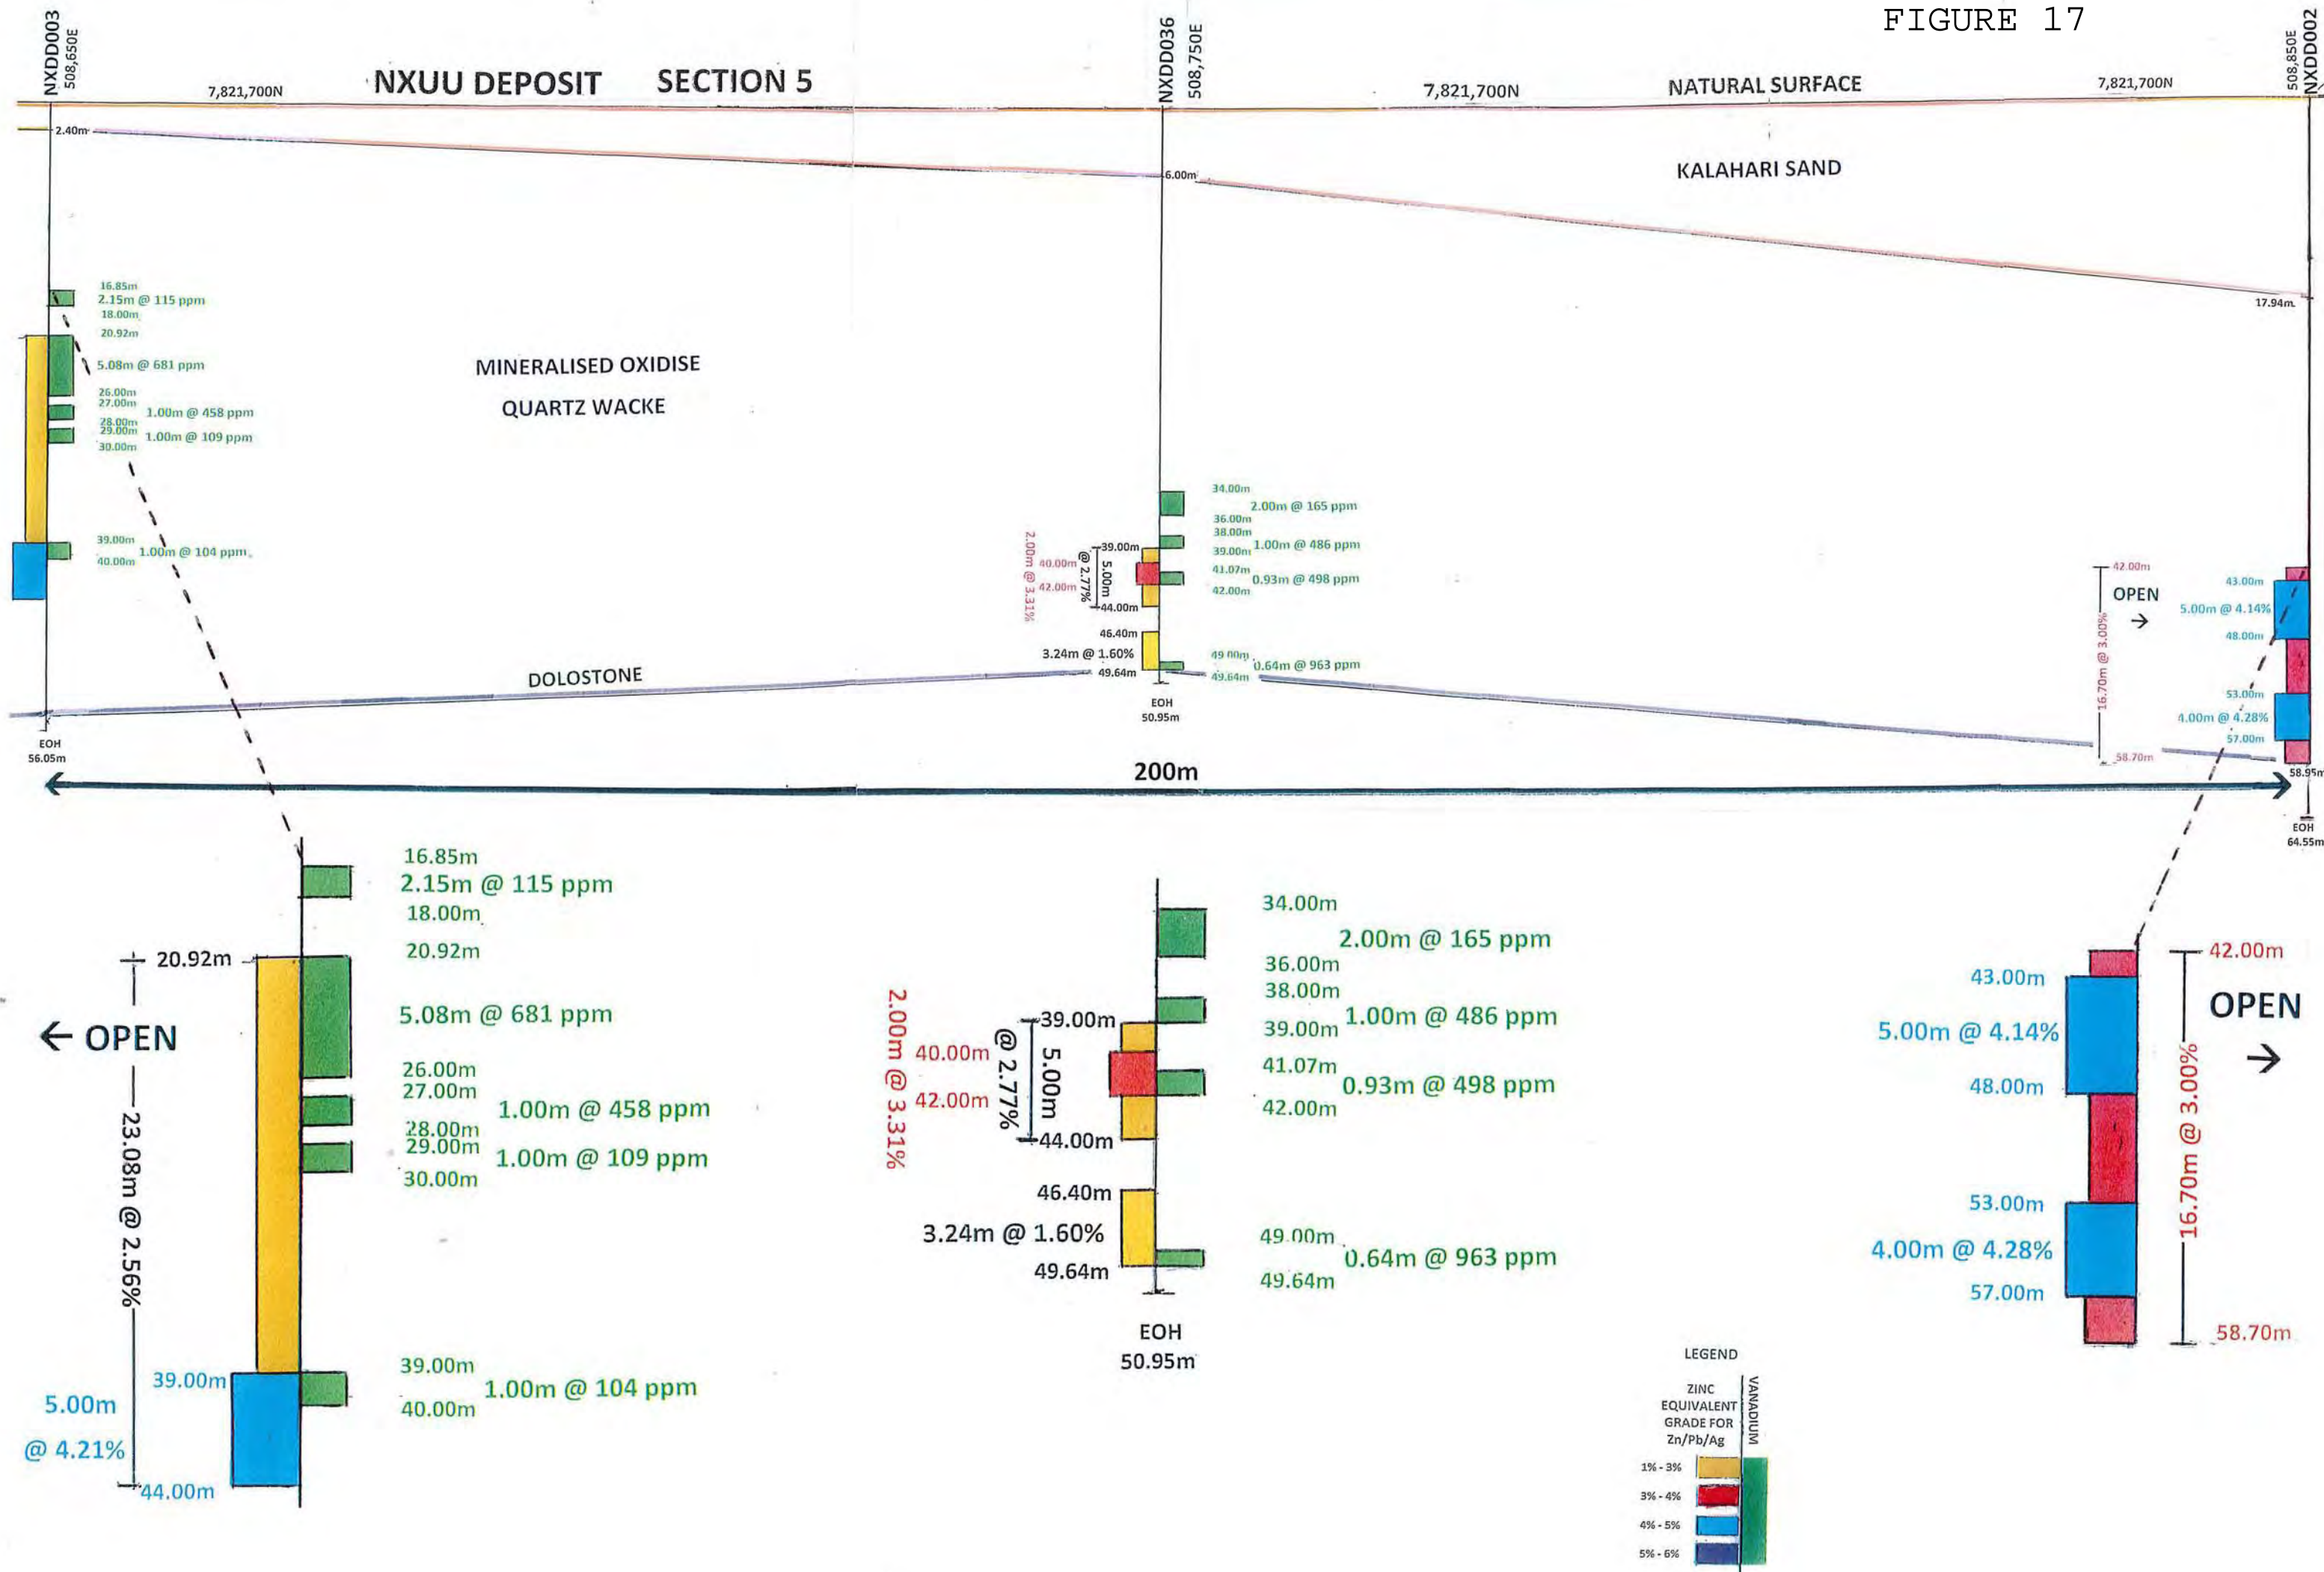 FIGURE 17
NXDD003
508,650E
NXDD036
508,750E
508,850E
NXDD002
NXUU DEPOSIT SECTION 5
7,821,700N
7,821,700N
NATURAL SURFACE
7,821,700N
2.40m
6.00m
KALAHARI SAND
17.94m
16.85m
2.15m @ 115 ppm
18.00m
20.92m
5.08m @ 681 ppm
26.00m
27.00m
1.00m @ 458 ppm
28.00m
29.00m
1.00m @ 109 ppm
30.00m
39.00m
1.00m @ 104 ppm
40.00m
MINERALISED OXIDISE
QUARTZ WACKE
34.00m
2.00m @ 165 ppm
36.00m
38.00m
1.00m @ 486 ppm
39.00m
41.07m
0.93m @ 498 ppm
42.00m
49.00m
0.64m @ 963 ppm
49.64m
2.00m @ 3.31%
40.00m
42.00m
@ 2.77%
5.00m
39.00m
44.00m
46.40m
3.24m @ 1.60%
49.64m
EOH
50.95m
42.00m
OPEN
→
16.70m @ 3.00%
43.00m
5.00m @ 4.14%
48.00m
53.00m
4.00m @ 4.28%
57.00m
58.70m
58.95m
EOH
64.55m
DOLOSTONE
EOH
56.05m
200m
16.85m
2.15m @ 115 ppm
18.00m
20.92m
20.92m
← OPEN
5.08m @ 681 ppm
26.00m
27.00m
1.00m @ 458 ppm
28.00m
29.00m
1.00m @ 109 ppm
30.00m
23.08m @ 2.56%
39.00m
39.00m
1.00m @ 104 ppm
40.00m
5.00m
@ 4.21%
44.00m
34.00m
2.00m @ 165 ppm
36.00m
38.00m
1.00m @ 486 ppm
39.00m
41.07m
0.93m @ 498 ppm
42.00m
2.00m @ 3.31%
40.00m
42.00m
@ 2.77%
5.00m
39.00m
44.00m
46.40m
3.24m @ 1.60%
49.64m
49.00m
0.64m @ 963 ppm
49.64m
EOH
50.95m
42.00m
43.00m
OPEN
→
5.00m @ 4.14%
48.00m
16.70m @ 3.00%
53.00m
4.00m @ 4.28%
57.00m
58.70m
LEGEND
ZINC
EQUIVALENT
GRADE FOR
Zn/Pb/Ag
VANADIUM
1% - 3%
3% - 4%
4% - 5%
5% - 6%